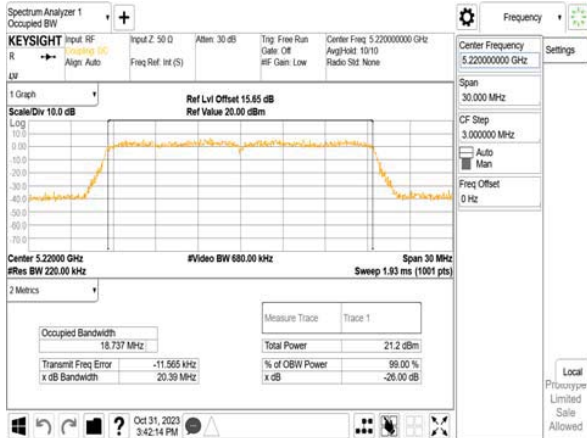 Spectrum Analyzer 1
Occupied BW
+
Frequency
KEYSIGHT
R
LV
Input: RF
Coupling: DC
Align: Auto
Input Z: 50 Ω
Freq Ref: Int (S)
Atten: 30 dB
Trig: Free Run
Gate: Off
#IF Gain: Low
Center Freq: 5.220000000 GHz
Avg|Hold: 10/10
Radio Std: None
Center Frequency
5.220000000 GHz
Settings
Span
30.000 MHz
CF Step
3.000000 MHz
Auto
Man
Freq Offset
0 Hz
1 Graph
Scale/Div 10.0 dB
Ref Lvl Offset 15.65 dB
Ref Value 20.00 dBm
Log
10.0
0.00
-10.0
-20.0
-30.0
-40.0
-50.0
-60.0
-70.0
Center 5.22000 GHz
#Res BW 220.00 kHz
#Video BW 680.00 kHz
Span 30 MHz
Sweep 1.93 ms (1001 pts)
2 Metrics
Measure Trace
Trace 1
Occupied Bandwidth
18.737 MHz
Total Power
21.2 dBm
Transmit Freq Error
-11.565 kHz
% of OBW Power
99.00 %
x dB Bandwidth
20.39 MHz
x dB
-26.00 dB
Local
Prototype
Limited
Sale
Allowed
?
Oct 31, 2023
3:42:14 PM